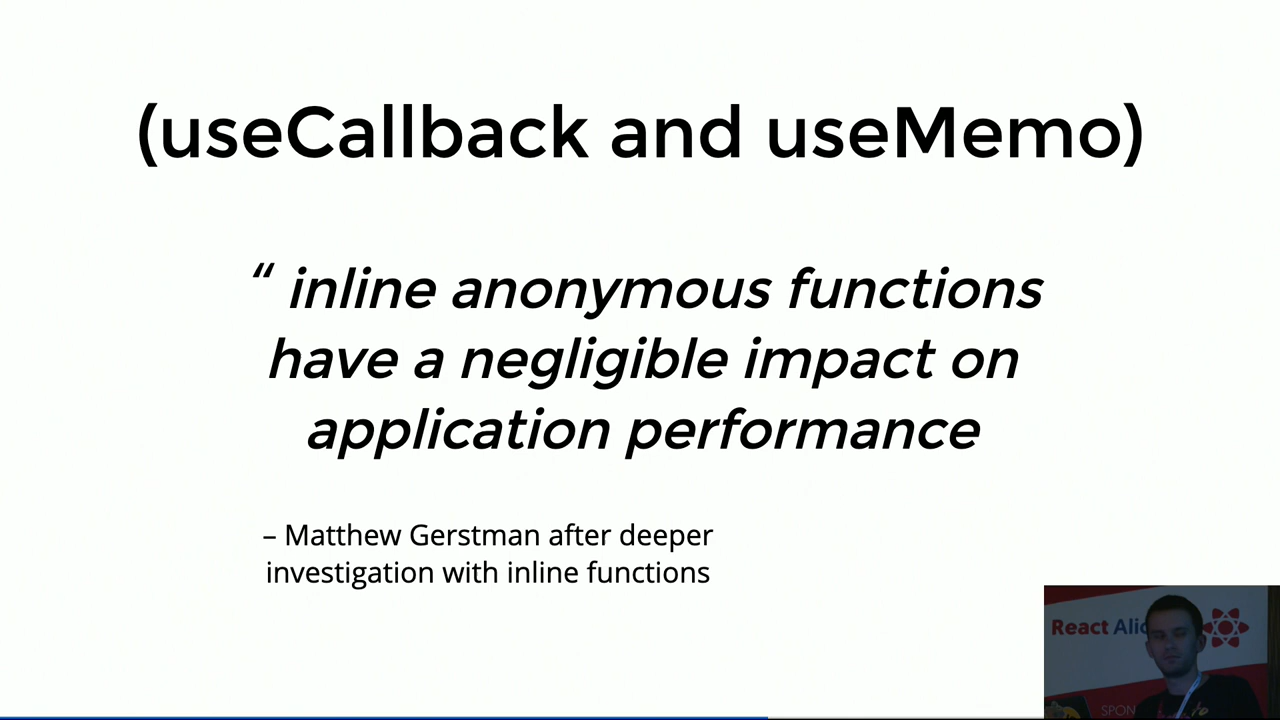 (useCallback and useMemo)
“ inline anonymous functions
have a negligible impact on
application performance
– Matthew Gerstman after deeper
investigation with inline functions
React